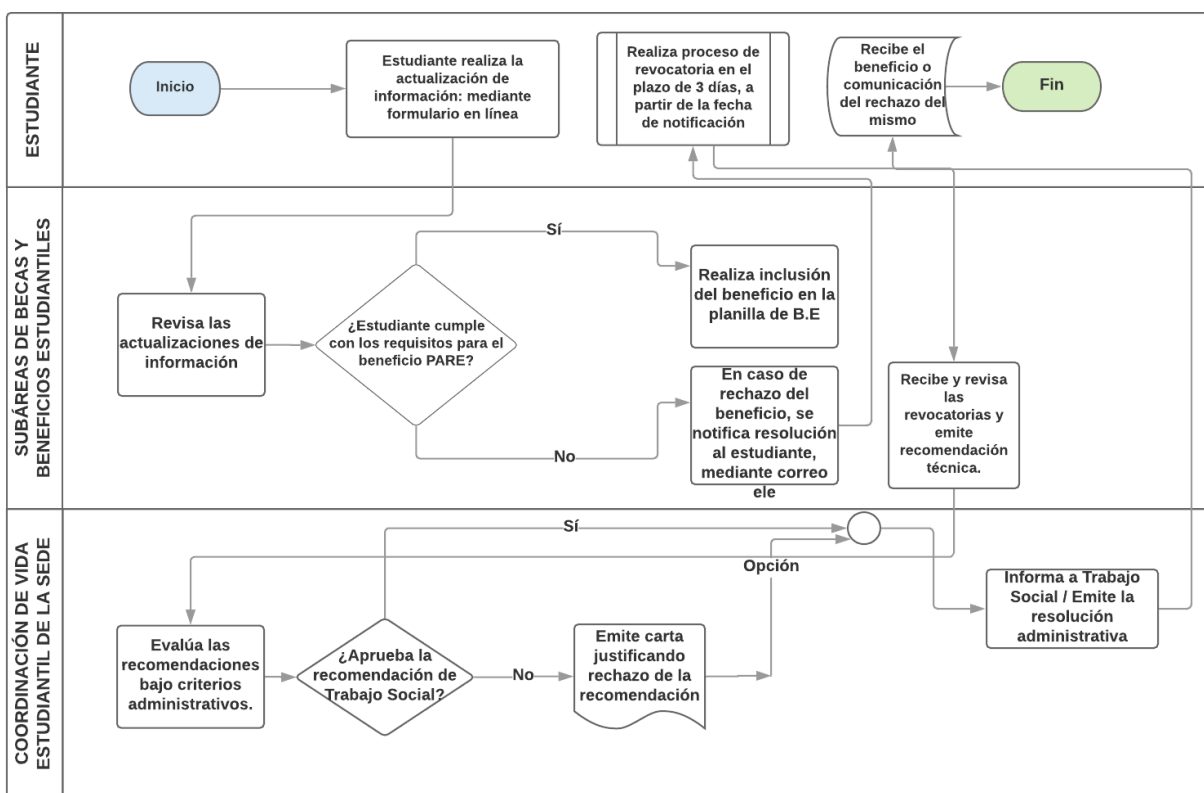 ESTUDIANTE
Inicio
Estudiante realiza la
actualización de
información: mediante
formulario en línea
Realiza proceso de
revocatoria en el
plazo de 3 días, a
partir de la fecha
de notificación
Recibe el
beneficio o
comunicación
del rechazo del
mismo
Fin
SUBÁREAS DE BECAS Y
BENEFICIOS ESTUDIANTILES
Revisa las
actualizaciones de
información
¿Estudiante cumple
con los requisitos para el
beneficio PARE?
Sí
Realiza inclusión
del beneficio en la
planilla de B.E
No
En caso de
rechazo del
beneficio, se
notifica resolución
al estudiante,
mediante correo
ele
Recibe y revisa
las
revocatorias y
emite
recomendación
técnica.
COORDINACIÓN DE VIDA
ESTUDIANTIL DE LA SEDE
Evalúa las
recomendaciones
bajo criterios
administrativos.
¿Aprueba la
recomendación de
Trabajo Social?
Sí
No
Emite carta
justificando
rechazo de la
recomendación
Opción
Informa a Trabajo
Social / Emite la
resolución
administrativa